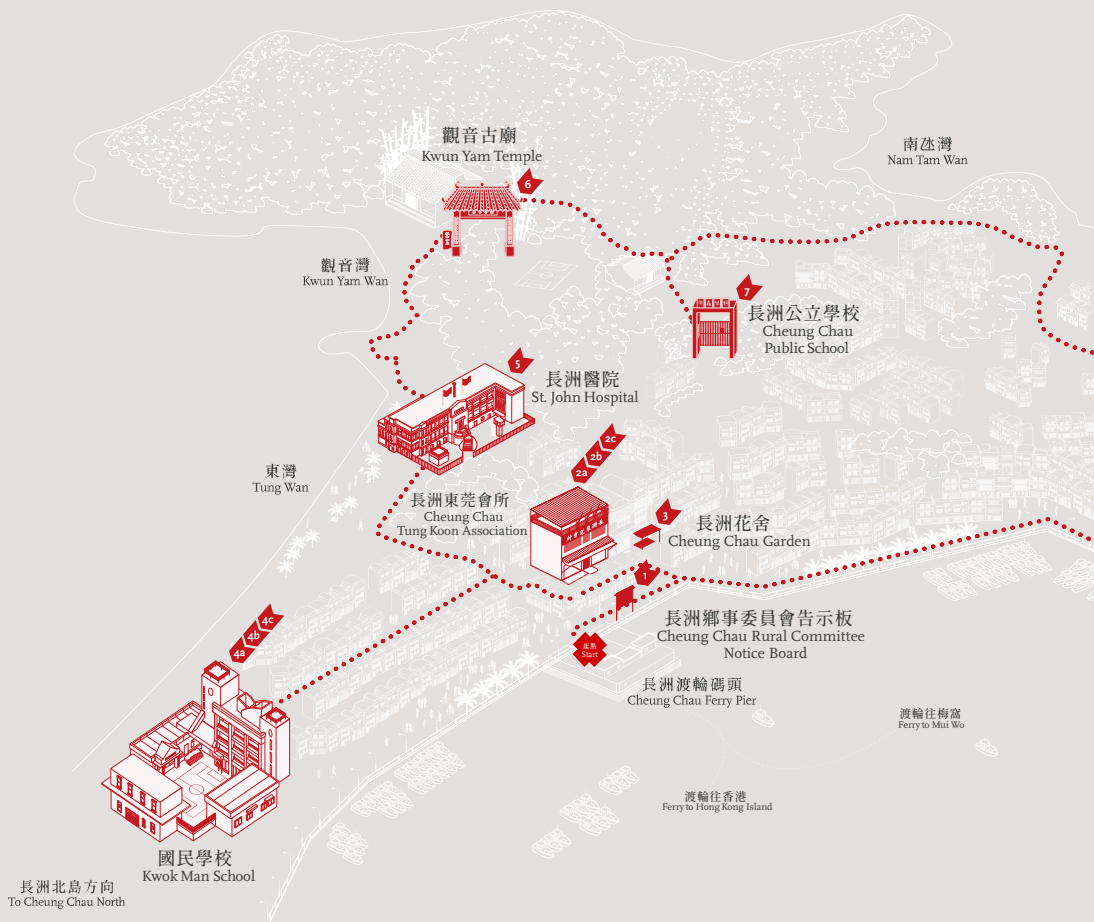 觀音古廟
Kwun Yam Temple
6
南氹灣
Nam Tam Wan
觀音灣
Kwun Yam Wan
7
長洲公立學校
Cheung Chau
Public School
5
長洲醫院
St. John Hospital
2c
2b
2a
東灣
Tung Wan
長洲東莞會所
Cheung Chau
Tung Koon Association
3
長洲花舍
Cheung Chau Garden
1
長洲鄉事委員會告示板
Cheung Chau Rural Committee
Notice Board
起點
Start
4c
4b
4a
長洲渡輪碼頭
Cheung Chau Ferry Pier
渡輪往梅窩
Ferry to Mui Wo
渡輪往香港
Ferry to Hong Kong Island
國民學校
Kwok Man School
長洲北島方向
To Cheung Chau North